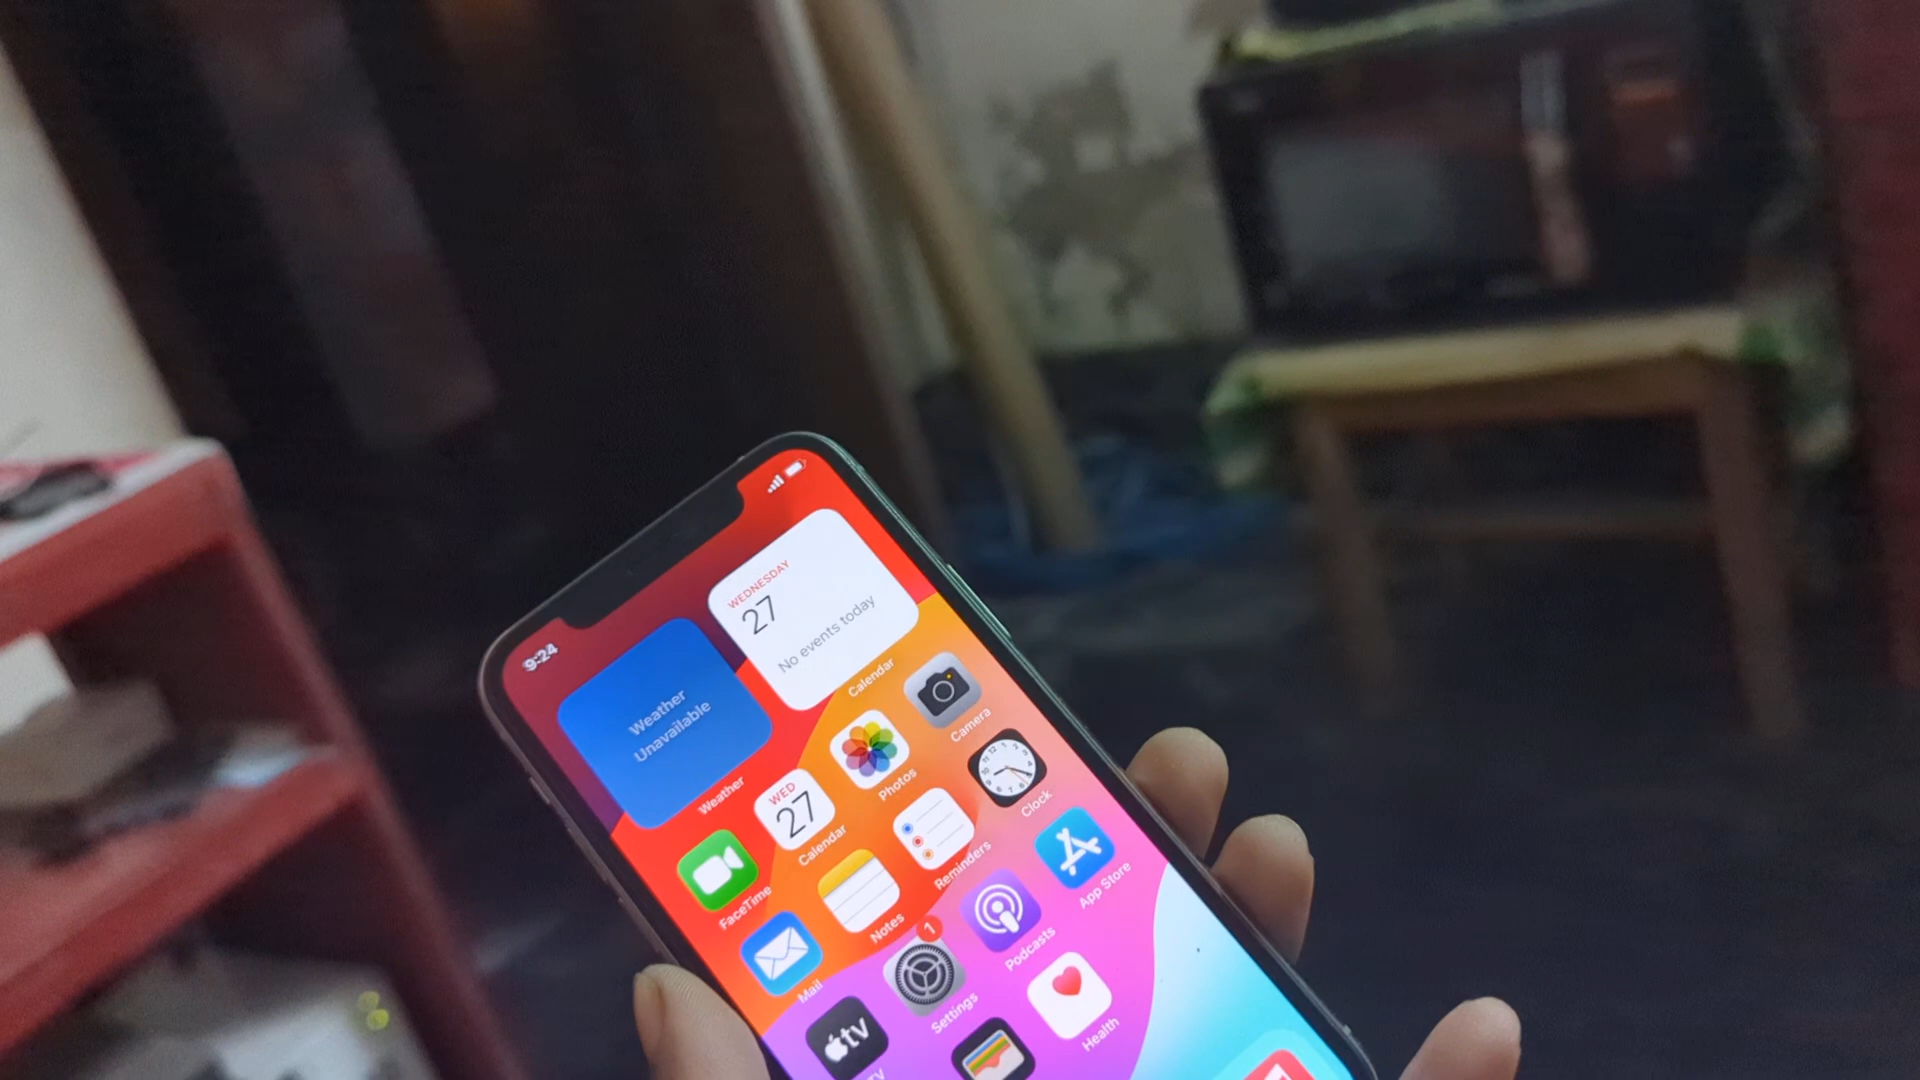 9:24
Weather
Unavailable
Weather
WEDNESDAY
27
No events today
Calendar
FaceTime
WED
27
Calendar
Photos
Camera
Mail
Notes
Reminders
Clock
tv
1
Settings
Podcasts
App Store
Health